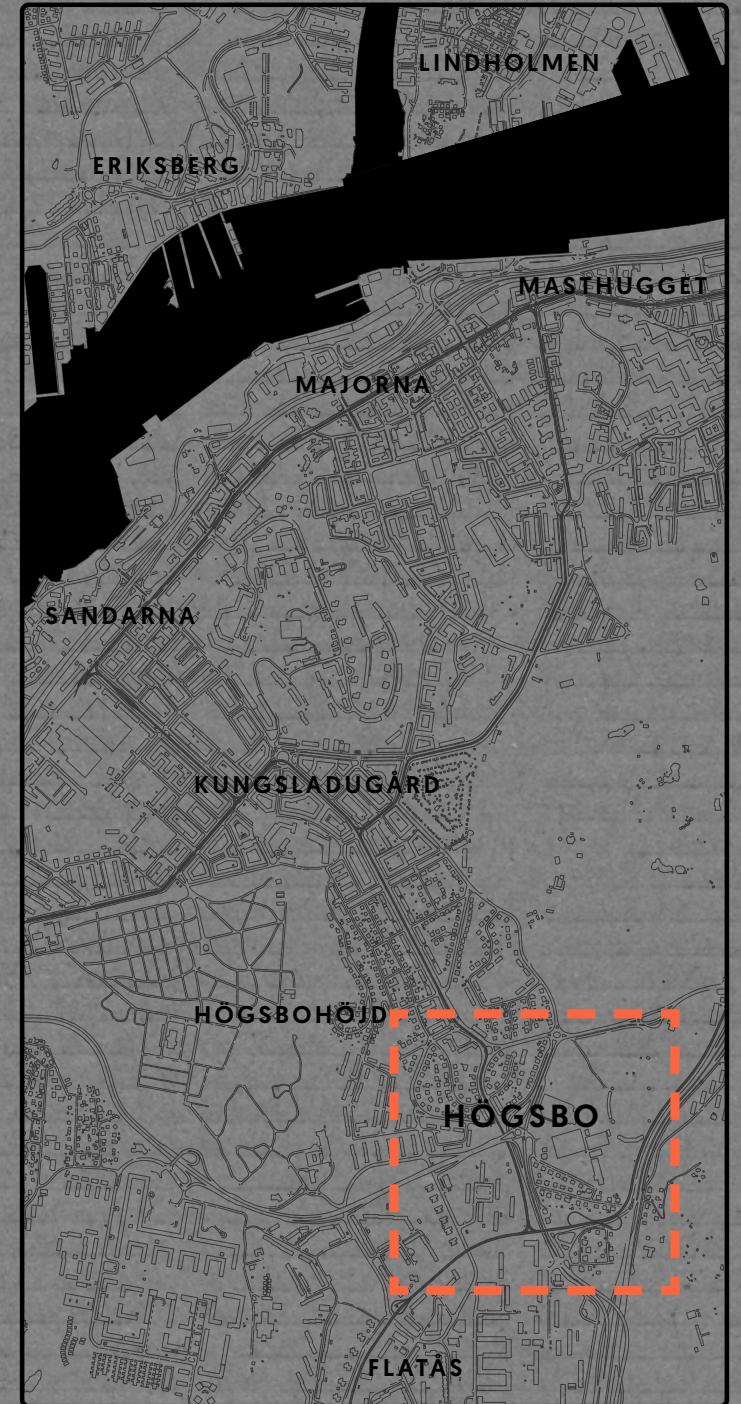 LINDHOLMEN
ERIKSBERG
MASTHUGGET
MAJORNA
SANDARNA
KUNGSLADUGÅRD
HÖGSBOHÖJD
HÖGSBO
FLATÅS